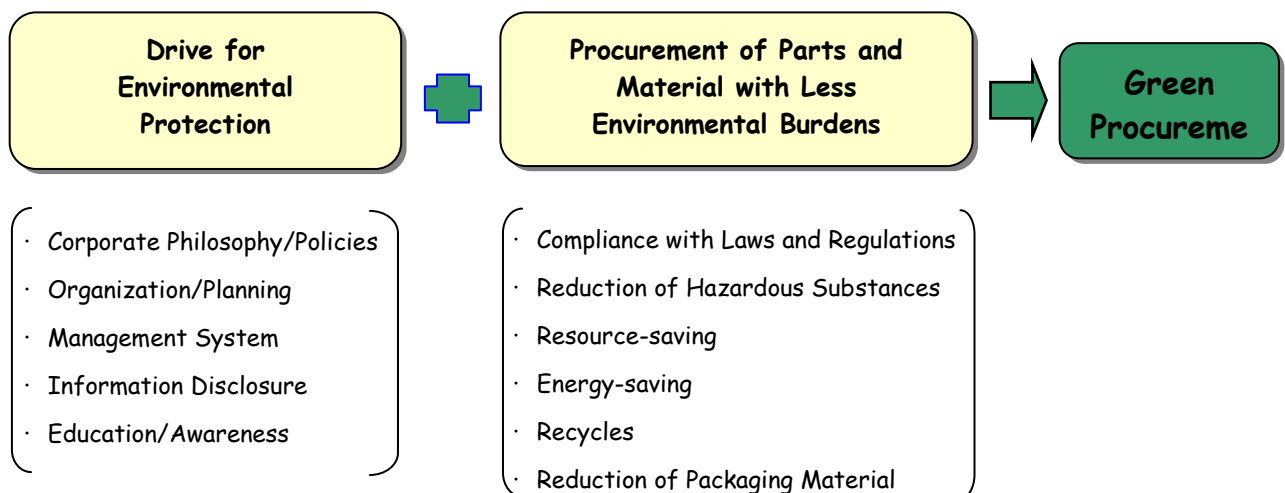 Drive for
Environmental
Protection
Procurement of Parts and
Material with Less
Environmental Burdens
Green
Procureme
· Corporate Philosophy/Policies
· Organization/Planning
· Management System
· Information Disclosure
· Education/Awareness
· Compliance with Laws and Regulations
· Reduction of Hazardous Substances
· Resource-saving
· Energy-saving
· Recycles
· Reduction of Packaging Material